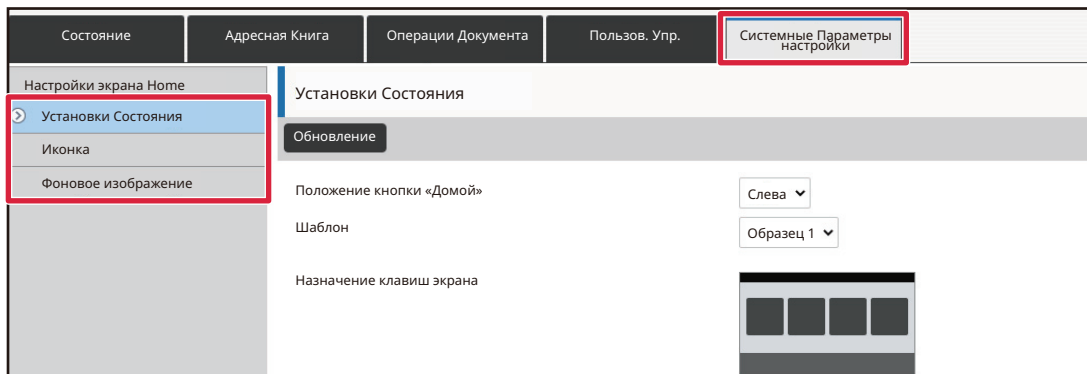 Состояние
Адресная Книга
Операции Документа
Пользов. Упр.
Системные Параметры
настройки
Настройки экрана Home
Установки Состояния
Иконка
Фоновое изображение
Установки Состояния
Обновление
Положение кнопки «Домой»
Слева
Шаблон
Образец 1
Назначение клавиш экрана